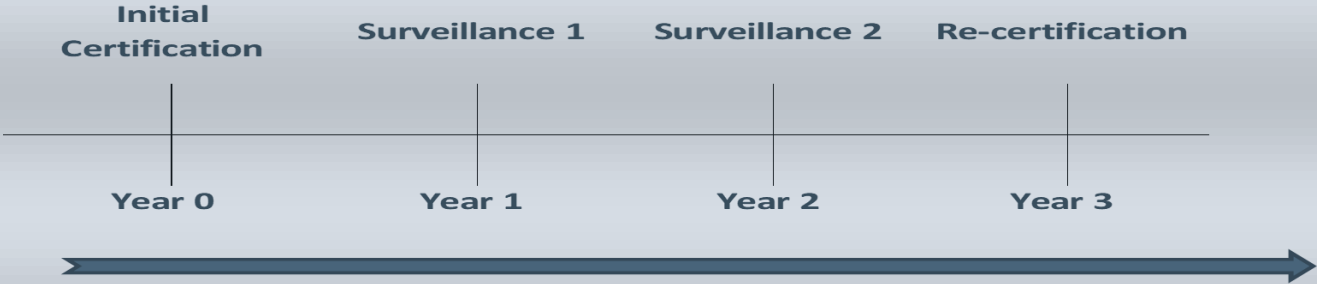 Initial
Certification
Surveillance 1
Surveillance 2
Re-certification
Year 0
Year 1
Year 2
Year 3